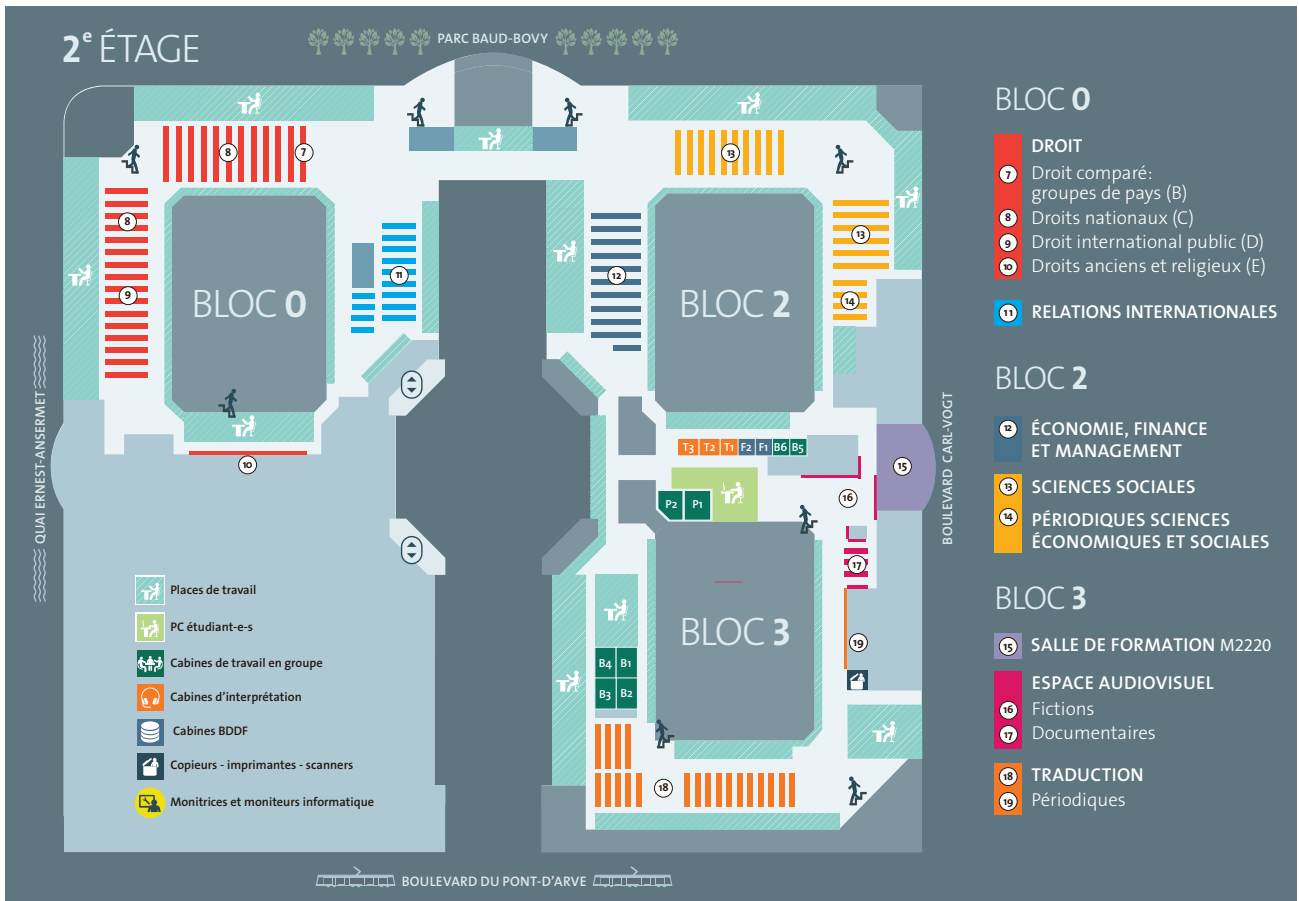 2e ÉTAGE
PARC BAUD-BOVY
8
7
8
9
BLOC 0
11
10
12
BLOC 2
13
13
14
T3 T2 T1 F2 F1 B6 B5
P2 P1
15
16
17
BLOC 3
19
B4 B1
B3 B2
18
QUAI ERNEST-ANSERMET
BOULEVARD CARL-VOGT
BOULEVARD DU PONT-D'ARVE
Places de travail
PC étudiant-e-s
Cabines de travail en groupe
Cabines d'interprétation
Cabines BDDF
Copieurs - imprimantes - scanners
Monitrices et moniteurs informatique
BLOC 0
DROIT
7 Droit comparé:
groupes de pays (B)
8 Droits nationaux (C)
9 Droit international public (D)
10 Droits anciens et religieux (E)
11 RELATIONS INTERNATIONALES
BLOC 2
12 ÉCONOMIE, FINANCE
ET MANAGEMENT
13 SCIENCES SOCIALES
14 PÉRIODIQUES SCIENCES
ÉCONOMIQUES ET SOCIALES
BLOC 3
15 SALLE DE FORMATION M2220
ESPACE AUDIOVISUEL
16 Fictions
17 Documentaires
18 TRADUCTION
19 Périodiques